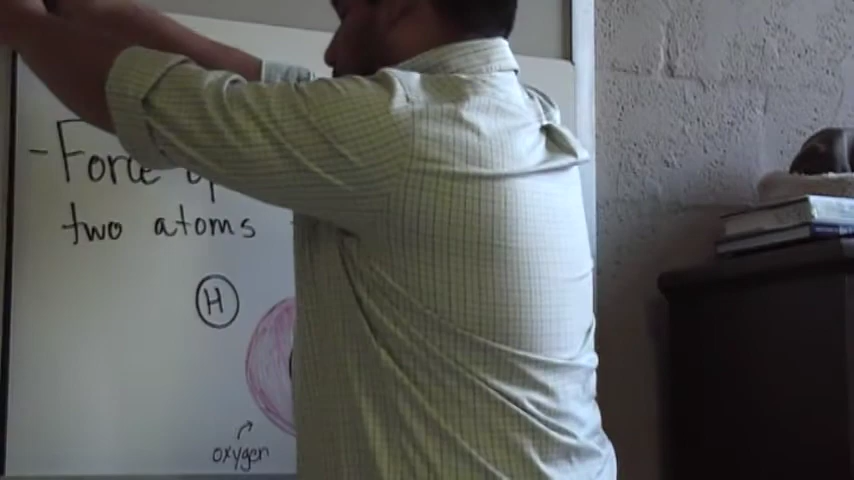 - Force
two atoms
H
oxygen